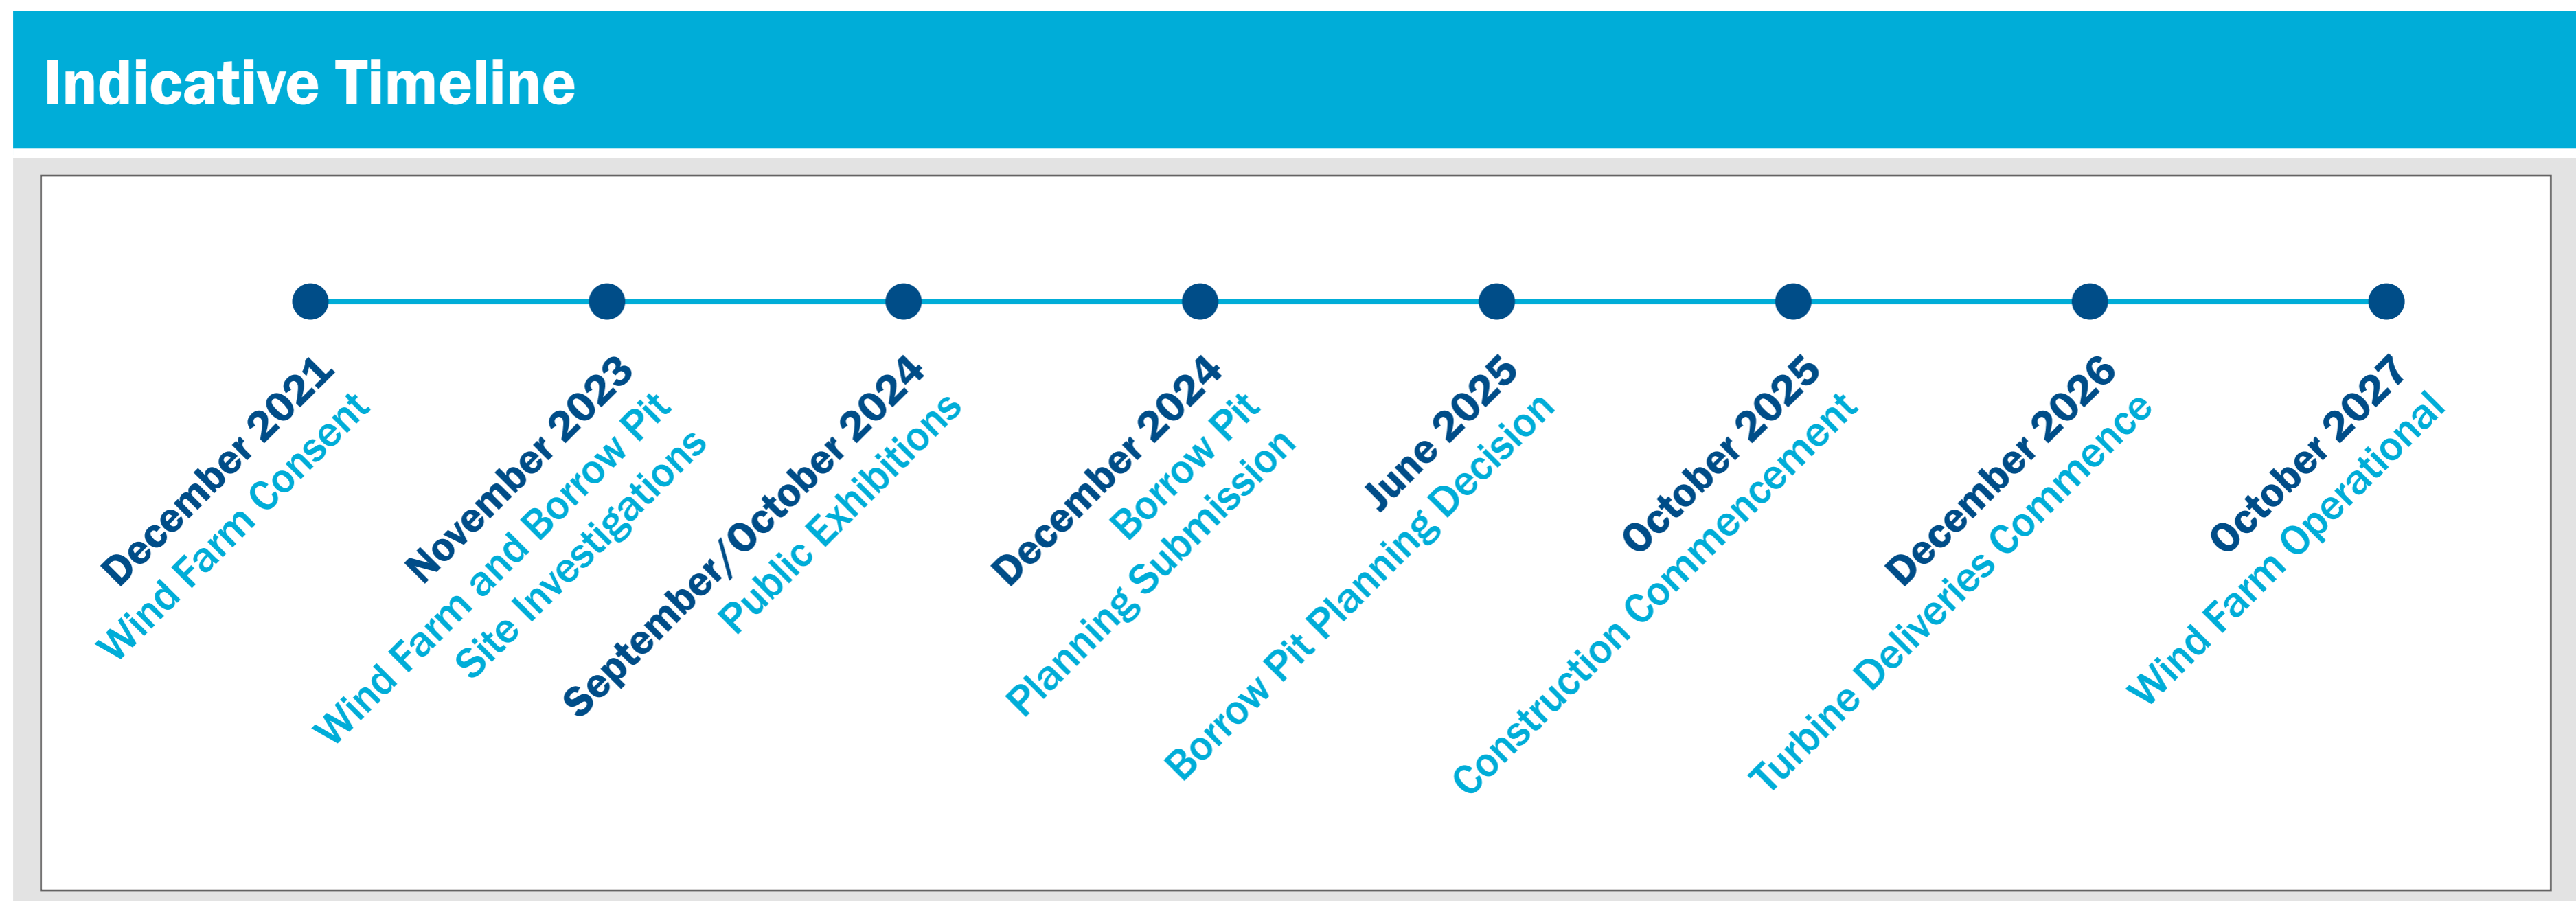 Indicative Timeline
December 2021
Wind Farm Consent
November 2023
Wind Farm and Borrow Pit
Site Investigations
September/October 2024
Public Exhibitions
December 2024
Borrow Pit
Planning Submission
June 2025
Borrow Pit Planning Decision
October 2025
Construction Commencement
December 2026
Turbine Deliveries Commence
October 2027
Wind Farm Operational